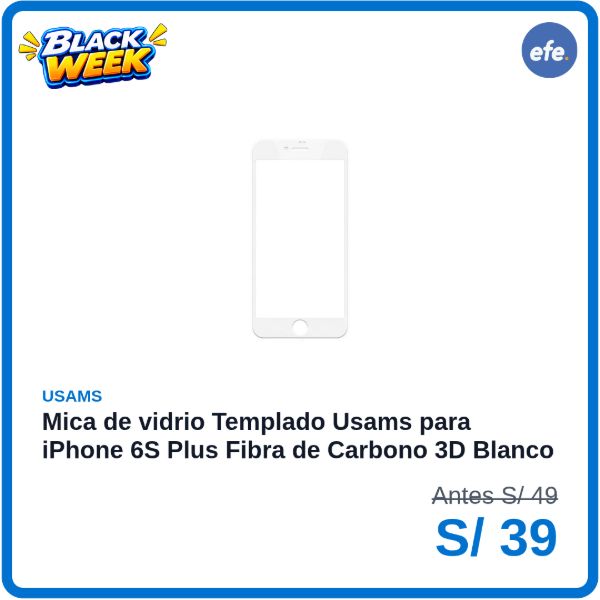 BLACK
WEEK
efe.
USAMS
Mica de vidrio Templado Usams para
iPhone 6S Plus Fibra de Carbono 3D Blanco
Antes S/ 49
S/ 39